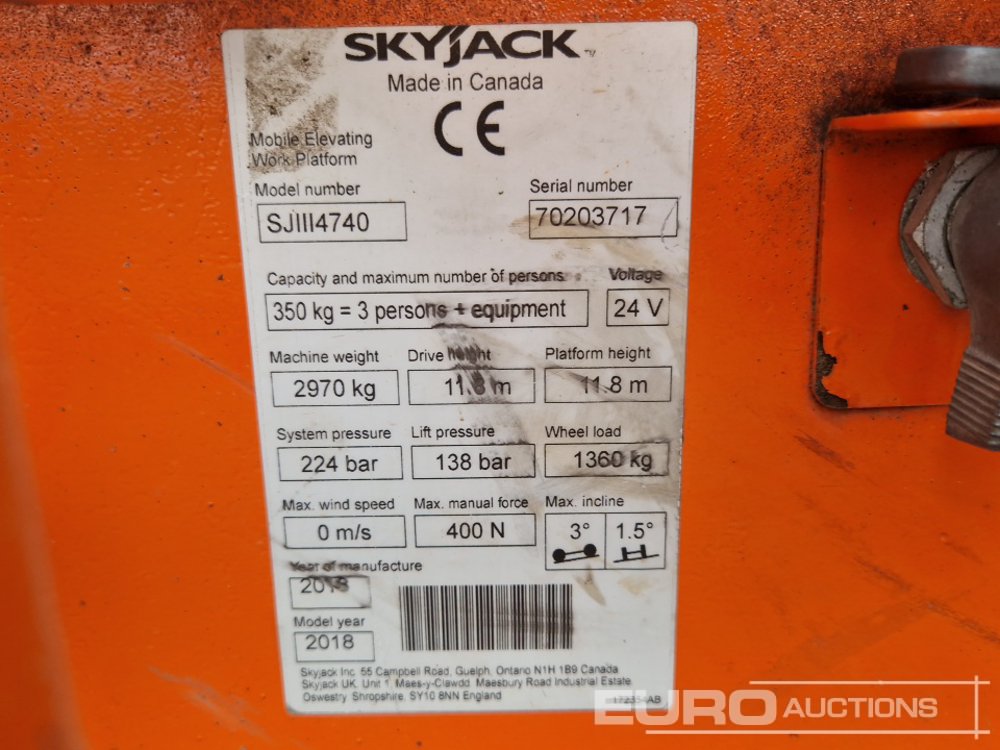 SKYJACK
Made in Canada
CE
Mobile Elevating
Work Platform
Model number Serial number
SJIII4740 70203717
Capacity and maximum number of persons Voltage
350 kg = 3 persons + equipment 24 V
Machine weight Drive height Platform height
2970 kg 11.8 m 11.8 m
System pressure Lift pressure Wheel load
224 bar 138 bar 1360 kg
Max. wind speed Max. manual force Max. incline
0 m/s 400 N 3° 1.5°
Year of manufacture
2018
Model year
2018
Skyjack Inc. 55 Campbell Road, Guelph, Ontario N1H 1B9 Canada
Skyjack UK, Unit 1, Maes-y-Clawdd, Maesbury Road Industrial Estate,
Oswestry Shropshire, SY10 8NN England
172354AB
EURO AUCTIONS